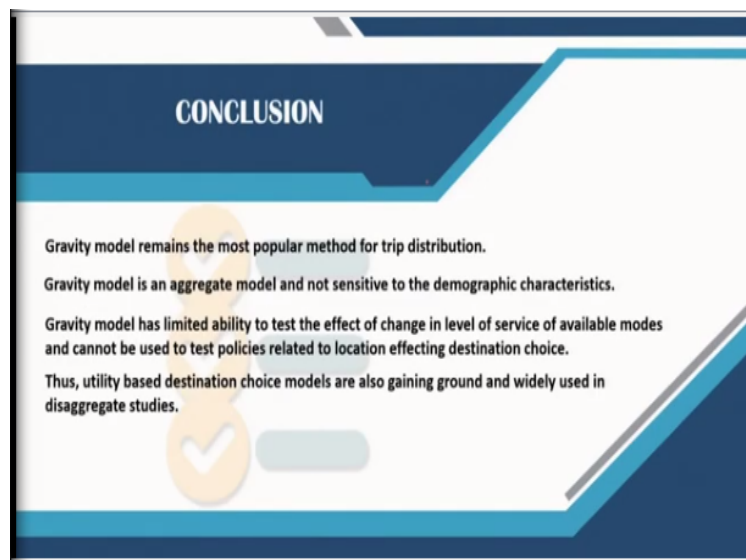 CONCLUSION
Gravity model remains the most popular method for trip distribution.
Gravity model is an aggregate model and not sensitive to the demographic characteristics.
Gravity model has limited ability to test the effect of change in level of service of available modes
and cannot be used to test policies related to location effecting destination choice.
Thus, utility based destination choice models are also gaining ground and widely used in
disaggregate studies.